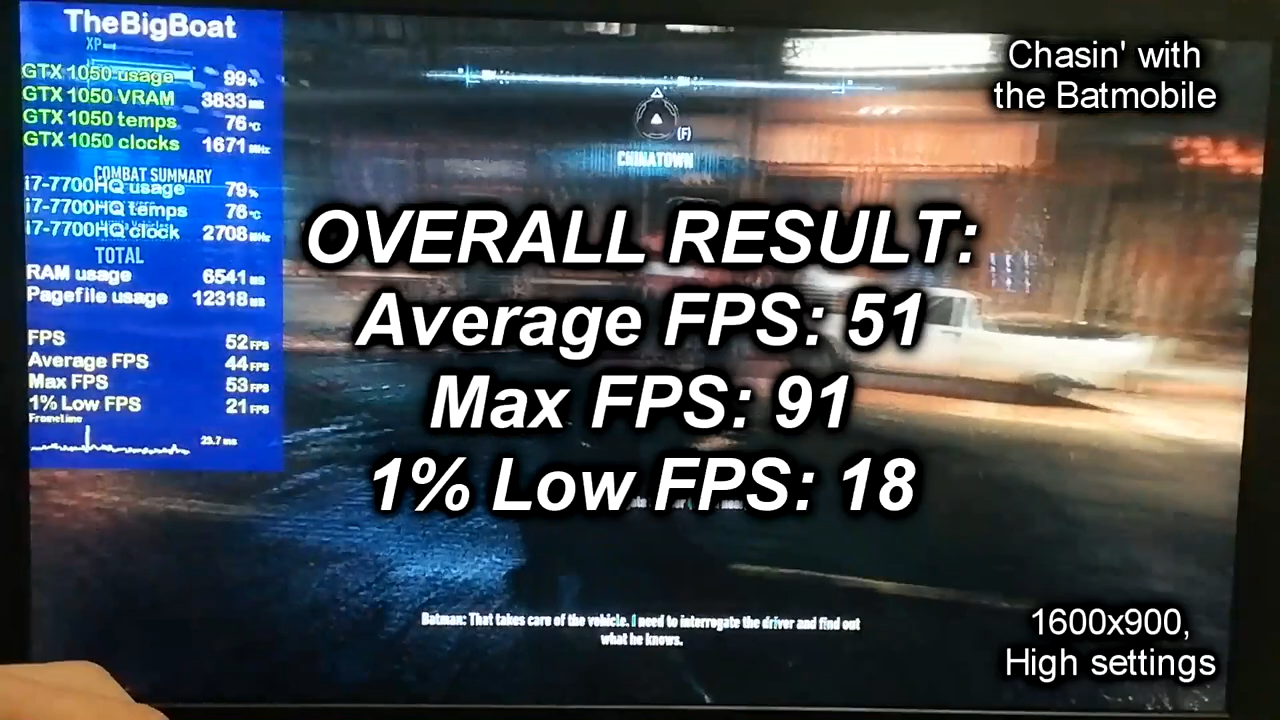 TheBigBoat
XP
GTX 1050 usage 99%
GTX 1050 VRAM 3833 MB
GTX 1050 temps 76 °C
GTX 1050 clocks 1671 MHz
COMBAT SUMMARY
i7-7700HQ usage 79%
i7-7700HQ temps 76 °C
i7-7700HQ clock 2708 MHz
TOTAL
RAM usage 6541 MB
Pagefile usage 12318 MB
FPS 52 FPS
Average FPS 44 FPS
Max FPS 53 FPS
1% Low FPS 21 FPS
Frametime
23.7 ms
(F)
CHINATOWN
Chasin' with
the Batmobile
OVERALL RESULT:
Average FPS: 51
Max FPS: 91
1% Low FPS: 18
Batman: That takes care of the vehicle. I need to interrogate the driver and find out
what he knows.
1600x900,
High settings